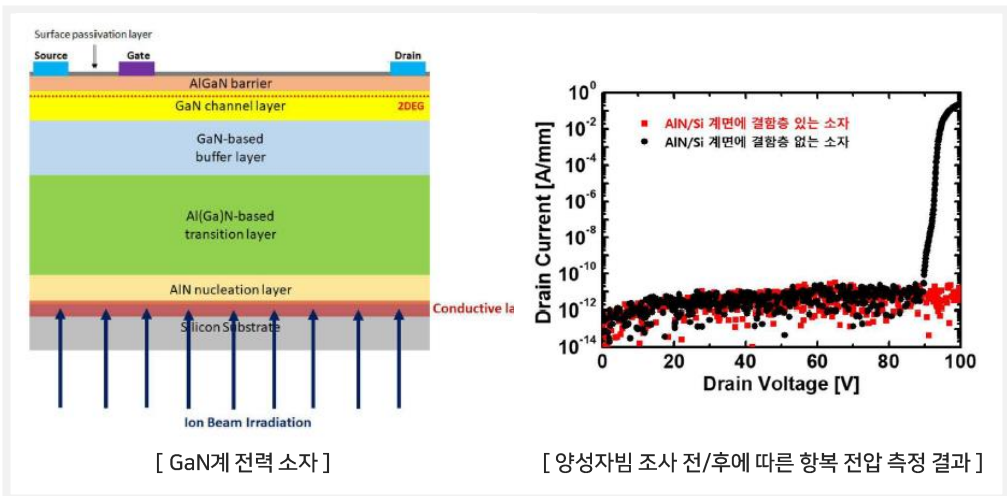 Surface passivation layer
Source
Gate
Drain
AlGaN barrier
GaN channel layer
2DEG
GaN-based
buffer layer
Al(Ga)N-based
transition layer
AlN nucleation layer
Conductive la
Silicon Substrate
Ion Beam Irradiation
[ GaN계 전력 소자 ]
AlN/Si 계면에 결함층 있는 소자
AlN/Si 계면에 결함층 없는 소자
Drain Current [A/mm]
10⁰
10⁻²
10⁻⁴
10⁻⁶
10⁻⁸
10⁻¹⁰
10⁻¹²
10⁻¹⁴
0 20 40 60 80 100
Drain Voltage [V]
[ 양성자빔 조사 전/후에 따른 항복 전압 측정 결과 ]